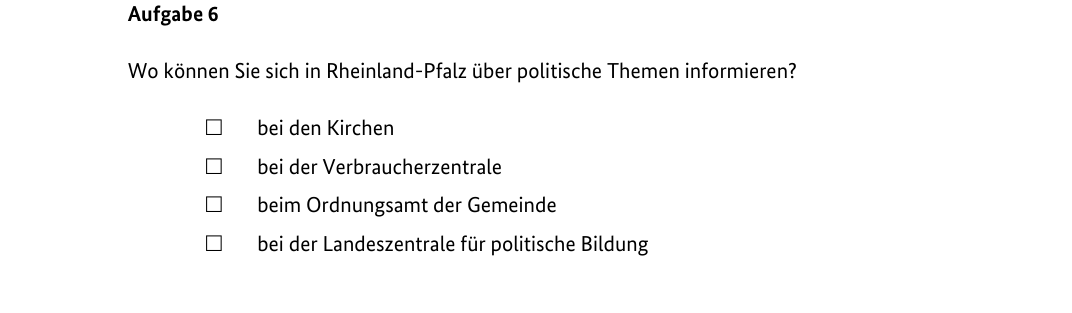 Aufgabe 6
Wo können Sie sich in Rheinland-Pfalz über politische Themen informieren?
☐ bei den Kirchen
☐ bei der Verbraucherzentrale
☐ beim Ordnungsamt der Gemeinde
☐ bei der Landeszentrale für politische Bildung